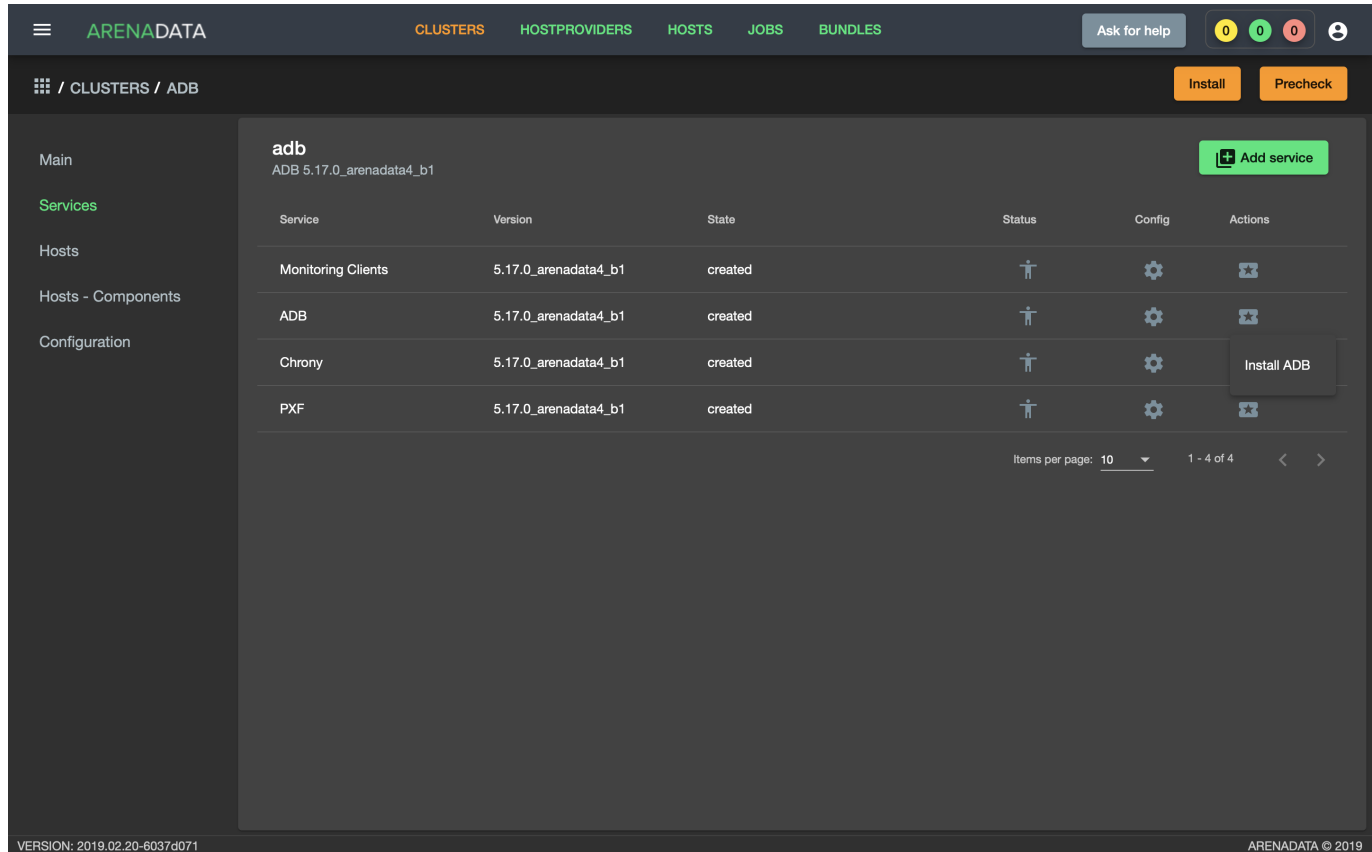 ARENADATA CLUSTERS HOSTPROVIDERS HOSTS JOBS BUNDLES Ask for help 0 0 0
/ CLUSTERS / ADB Install Precheck
Main
Services
Hosts
Hosts - Components
Configuration
adb
ADB 5.17.0_arenadata4_b1
Add service
Service Version State Status Config Actions
Monitoring Clients 5.17.0_arenadata4_b1 created
ADB 5.17.0_arenadata4_b1 created
Chrony 5.17.0_arenadata4_b1 created
Install ADB
PXF 5.17.0_arenadata4_b1 created
Items per page: 10 1 - 4 of 4
VERSION: 2019.02.20-6037d071 ARENADATA © 2019